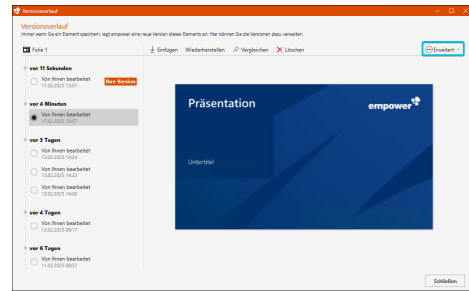 Versionsverlauf
Versionsverlauf
Immer wenn Sie ein Element speichern, legt empower eine neue Version dieses Elements an. Hier können Sie die Versionen dazu verwalten.
Folie 1
Einfügen Wiederherstellen Vergleichen Löschen Erweitert
vor 11 Sekunden
Von Ihnen bearbeitet Ihre Version
17.02.2025 13:01
vor 4 Minuten
Von Ihnen bearbeitet
17.02.2025 12:57
vor 3 Tagen
Von Ihnen bearbeitet
13.02.2025 14:24
Von Ihnen bearbeitet
13.02.2025 14:22
Von Ihnen bearbeitet
13.02.2025 14:00
vor 4 Tagen
Von Ihnen bearbeitet
13.02.2025 09:17
vor 6 Tagen
Von Ihnen bearbeitet
11.02.2025 08:57
Präsentation
empower
Untertitel
Schließen